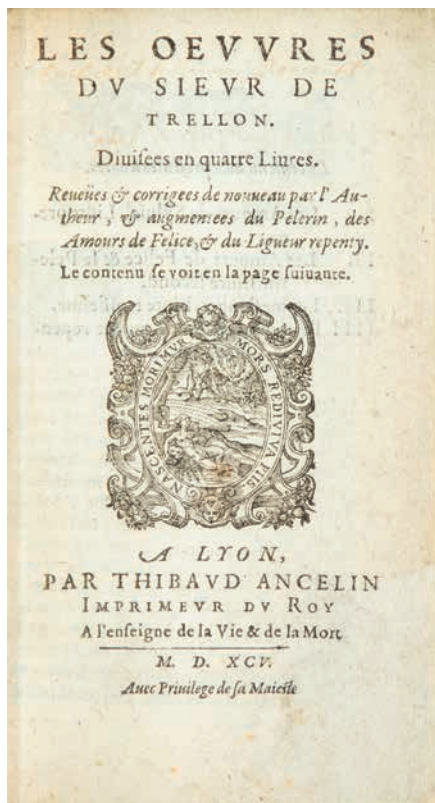 LES OEVVRES
DV SIEVR DE
TRELLON.
Diuisees en quatre Liures.
Reueües & corrigees de nouueau par l'Au-
theur, & augmentees du Pelerin, des
Amours de Felice, & du Ligueur repenty.
Le contenu se voit en la page suiuante.
NASCENTES MORIMVR
MORS REDIVIVA PIIS.
A LYON,
PAR THIBAVD ANCELIN
IMPRIMEVR DV ROY
A l'enseigne de la Vie & de la Mort
M. D. XCV.
Auec Priuilege de sa Maiesté